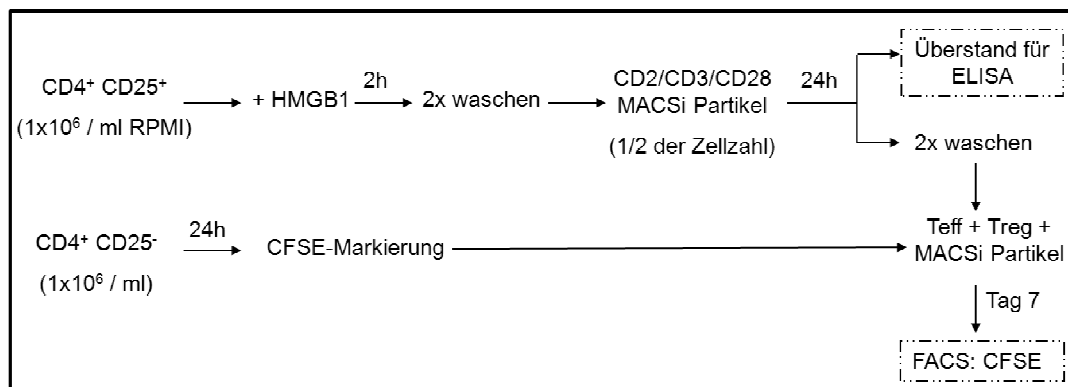 CD4⁺ CD25⁺
(1x10⁶ / ml RPMI)
+ HMGB1
2h
2x waschen
CD2/CD3/CD28
MACSi Partikel
(1/2 der Zellzahl)
24h
Überstand für
ELISA
2x waschen
CD4⁺ CD25⁻
(1x10⁶ / ml)
24h
CFSE-Markierung
Teff + Treg +
MACSi Partikel
Tag 7
FACS: CFSE